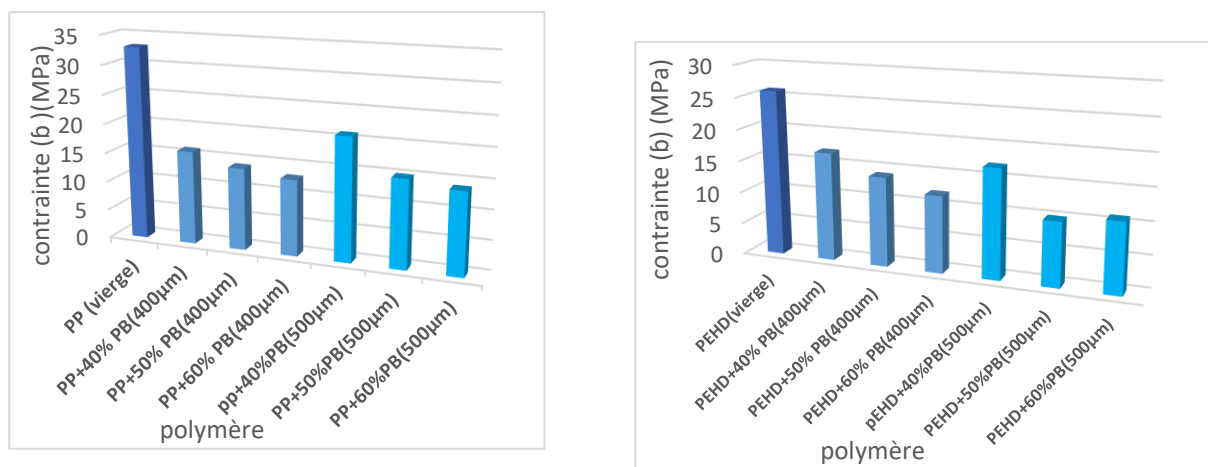 contrainte (b) (MPa)
35
30
25
20
15
10
5
0
PP (vierge)
PP+40% PB(400µm)
PP+50% PB(400µm)
PP+60% PB(400µm)
pp+40%PB(500µm)
PP+50%PB(500µm)
PP+60%PB(500µm)
polymère
contrainte (b) (MPa)
30
25
20
15
10
5
0
PEHD(vierge)
PEHD+40% PB(400µm)
PEHD+50% PB(400µm)
PEHD+60% PB(400µm)
pEHD+40%PB(500µm)
PEHD+50%PB(500µm)
PEHD+60%PB(500µm)
polymère